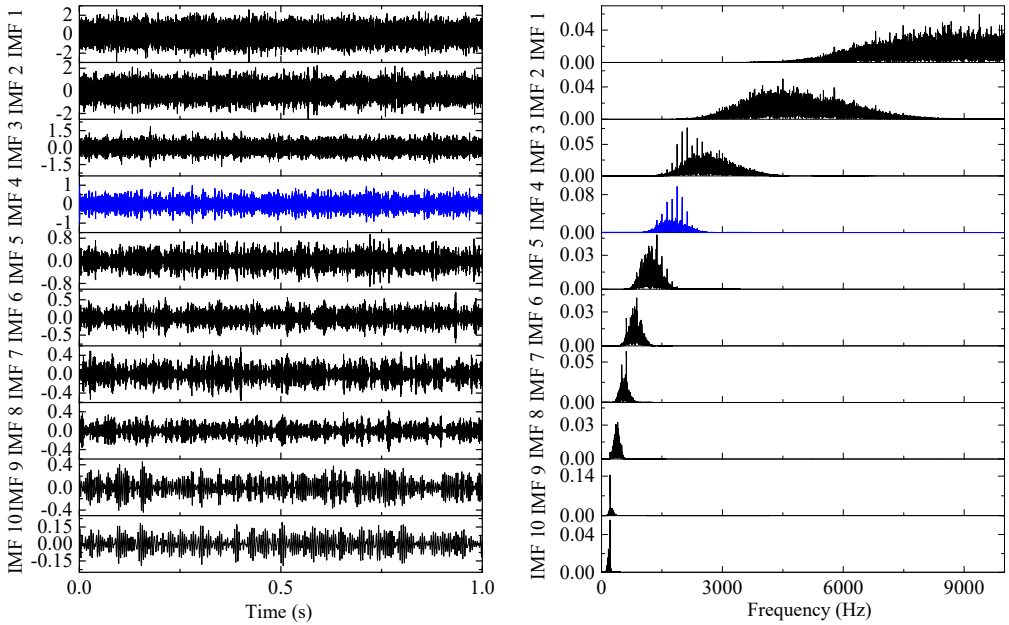 IMF 1
2
0
-2
IMF 2
2
0
-2
IMF 3
1.5
0.0
-1.5
IMF 4
1
0
-1
IMF 5
0.8
0.0
-0.8
IMF 6
0.5
0.0
-0.5
IMF 7
0.4
0.0
-0.4
IMF 8
0.4
0.0
-0.4
IMF 9
0.4
0.0
-0.4
IMF 10
0.15
0.00
-0.15
0.0 0.5 1.0
Time (s)
IMF 1
0.04
0.00
IMF 2
0.04
0.00
IMF 3
0.05
0.00
IMF 4
0.08
0.00
IMF 5
0.03
0.00
IMF 6
0.03
0.00
IMF 7
0.05
0.00
IMF 8
0.03
0.00
IMF 9
0.14
0.00
IMF 10
0.04
0.00
0 3000 6000 9000
Frequency (Hz)